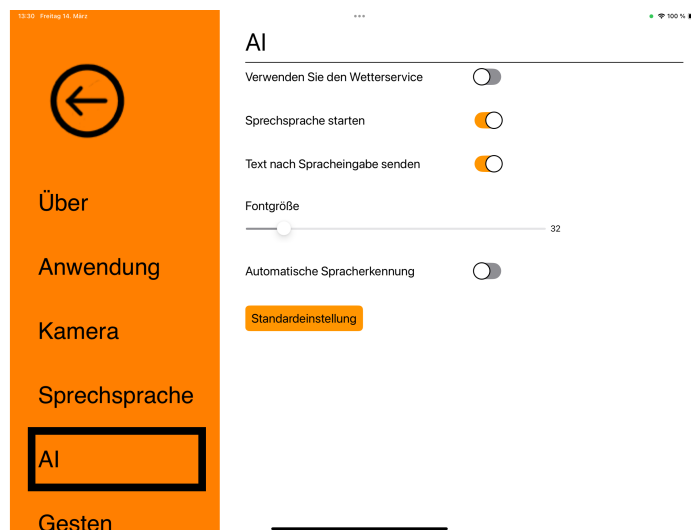 13:30 Freitag 14. März
100 %
Über
Anwendung
Kamera
Sprechsprache
AI
Gesten
AI
Verwenden Sie den Wetterservice
Sprechsprache starten
Text nach Spracheingabe senden
Fontgröße
32
Automatische Spracherkennung
Standardeinstellung